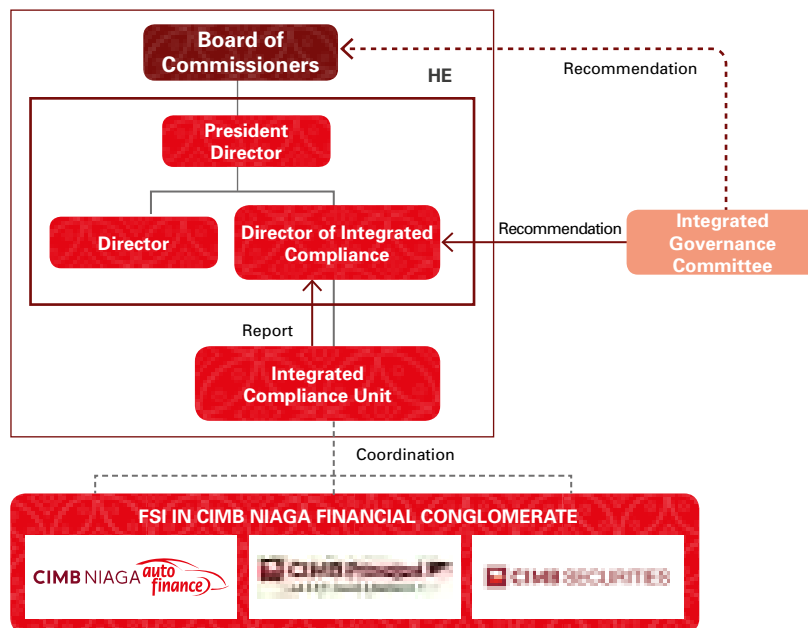 Board of
Commissioners
HE
Recommendation
President
Director
Director
Director of Integrated
Compliance
Recommendation
Integrated
Governance
Committee
Report
Integrated
Compliance Unit
Coordination
FSI IN CIMB NIAGA FINANCIAL CONGLOMERATE
CIMB NIAGA auto
finance
CIMB Principal
CIMB SECURITIES